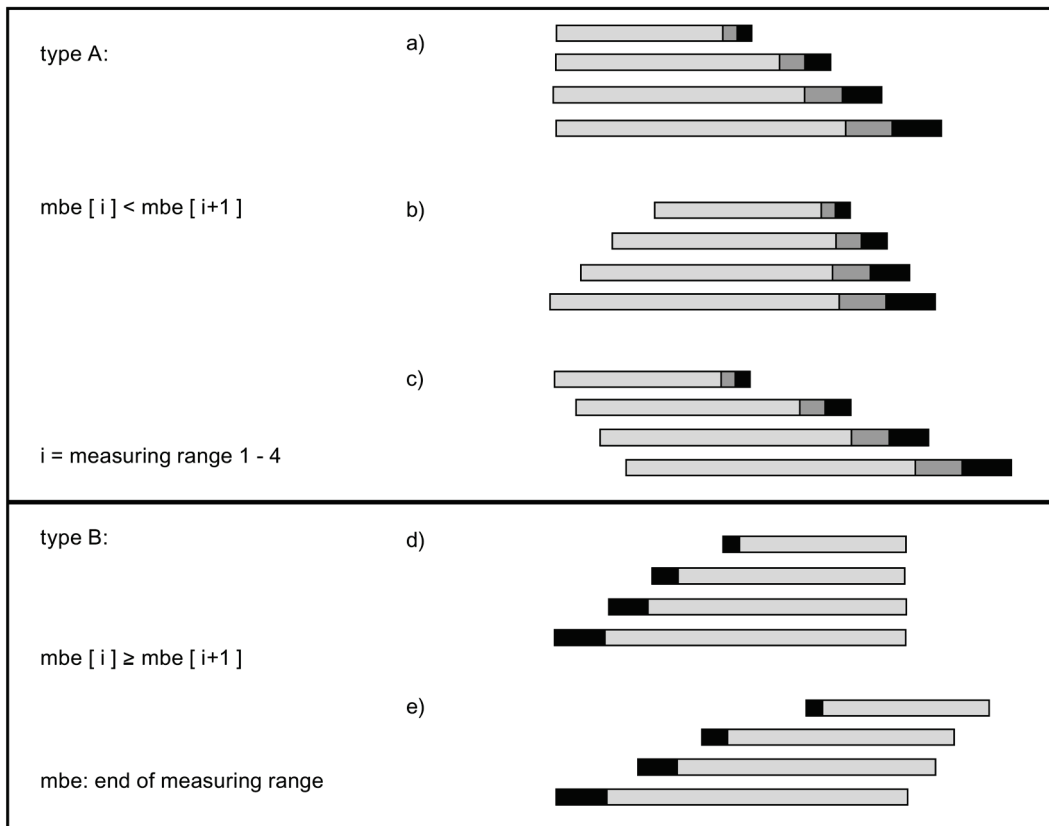 type A:
a)
mbe [ i ] < mbe [ i+1 ]
b)
c)
i = measuring range 1 - 4
type B:
d)
mbe [ i ] ≥ mbe [ i+1 ]
e)
mbe: end of measuring range